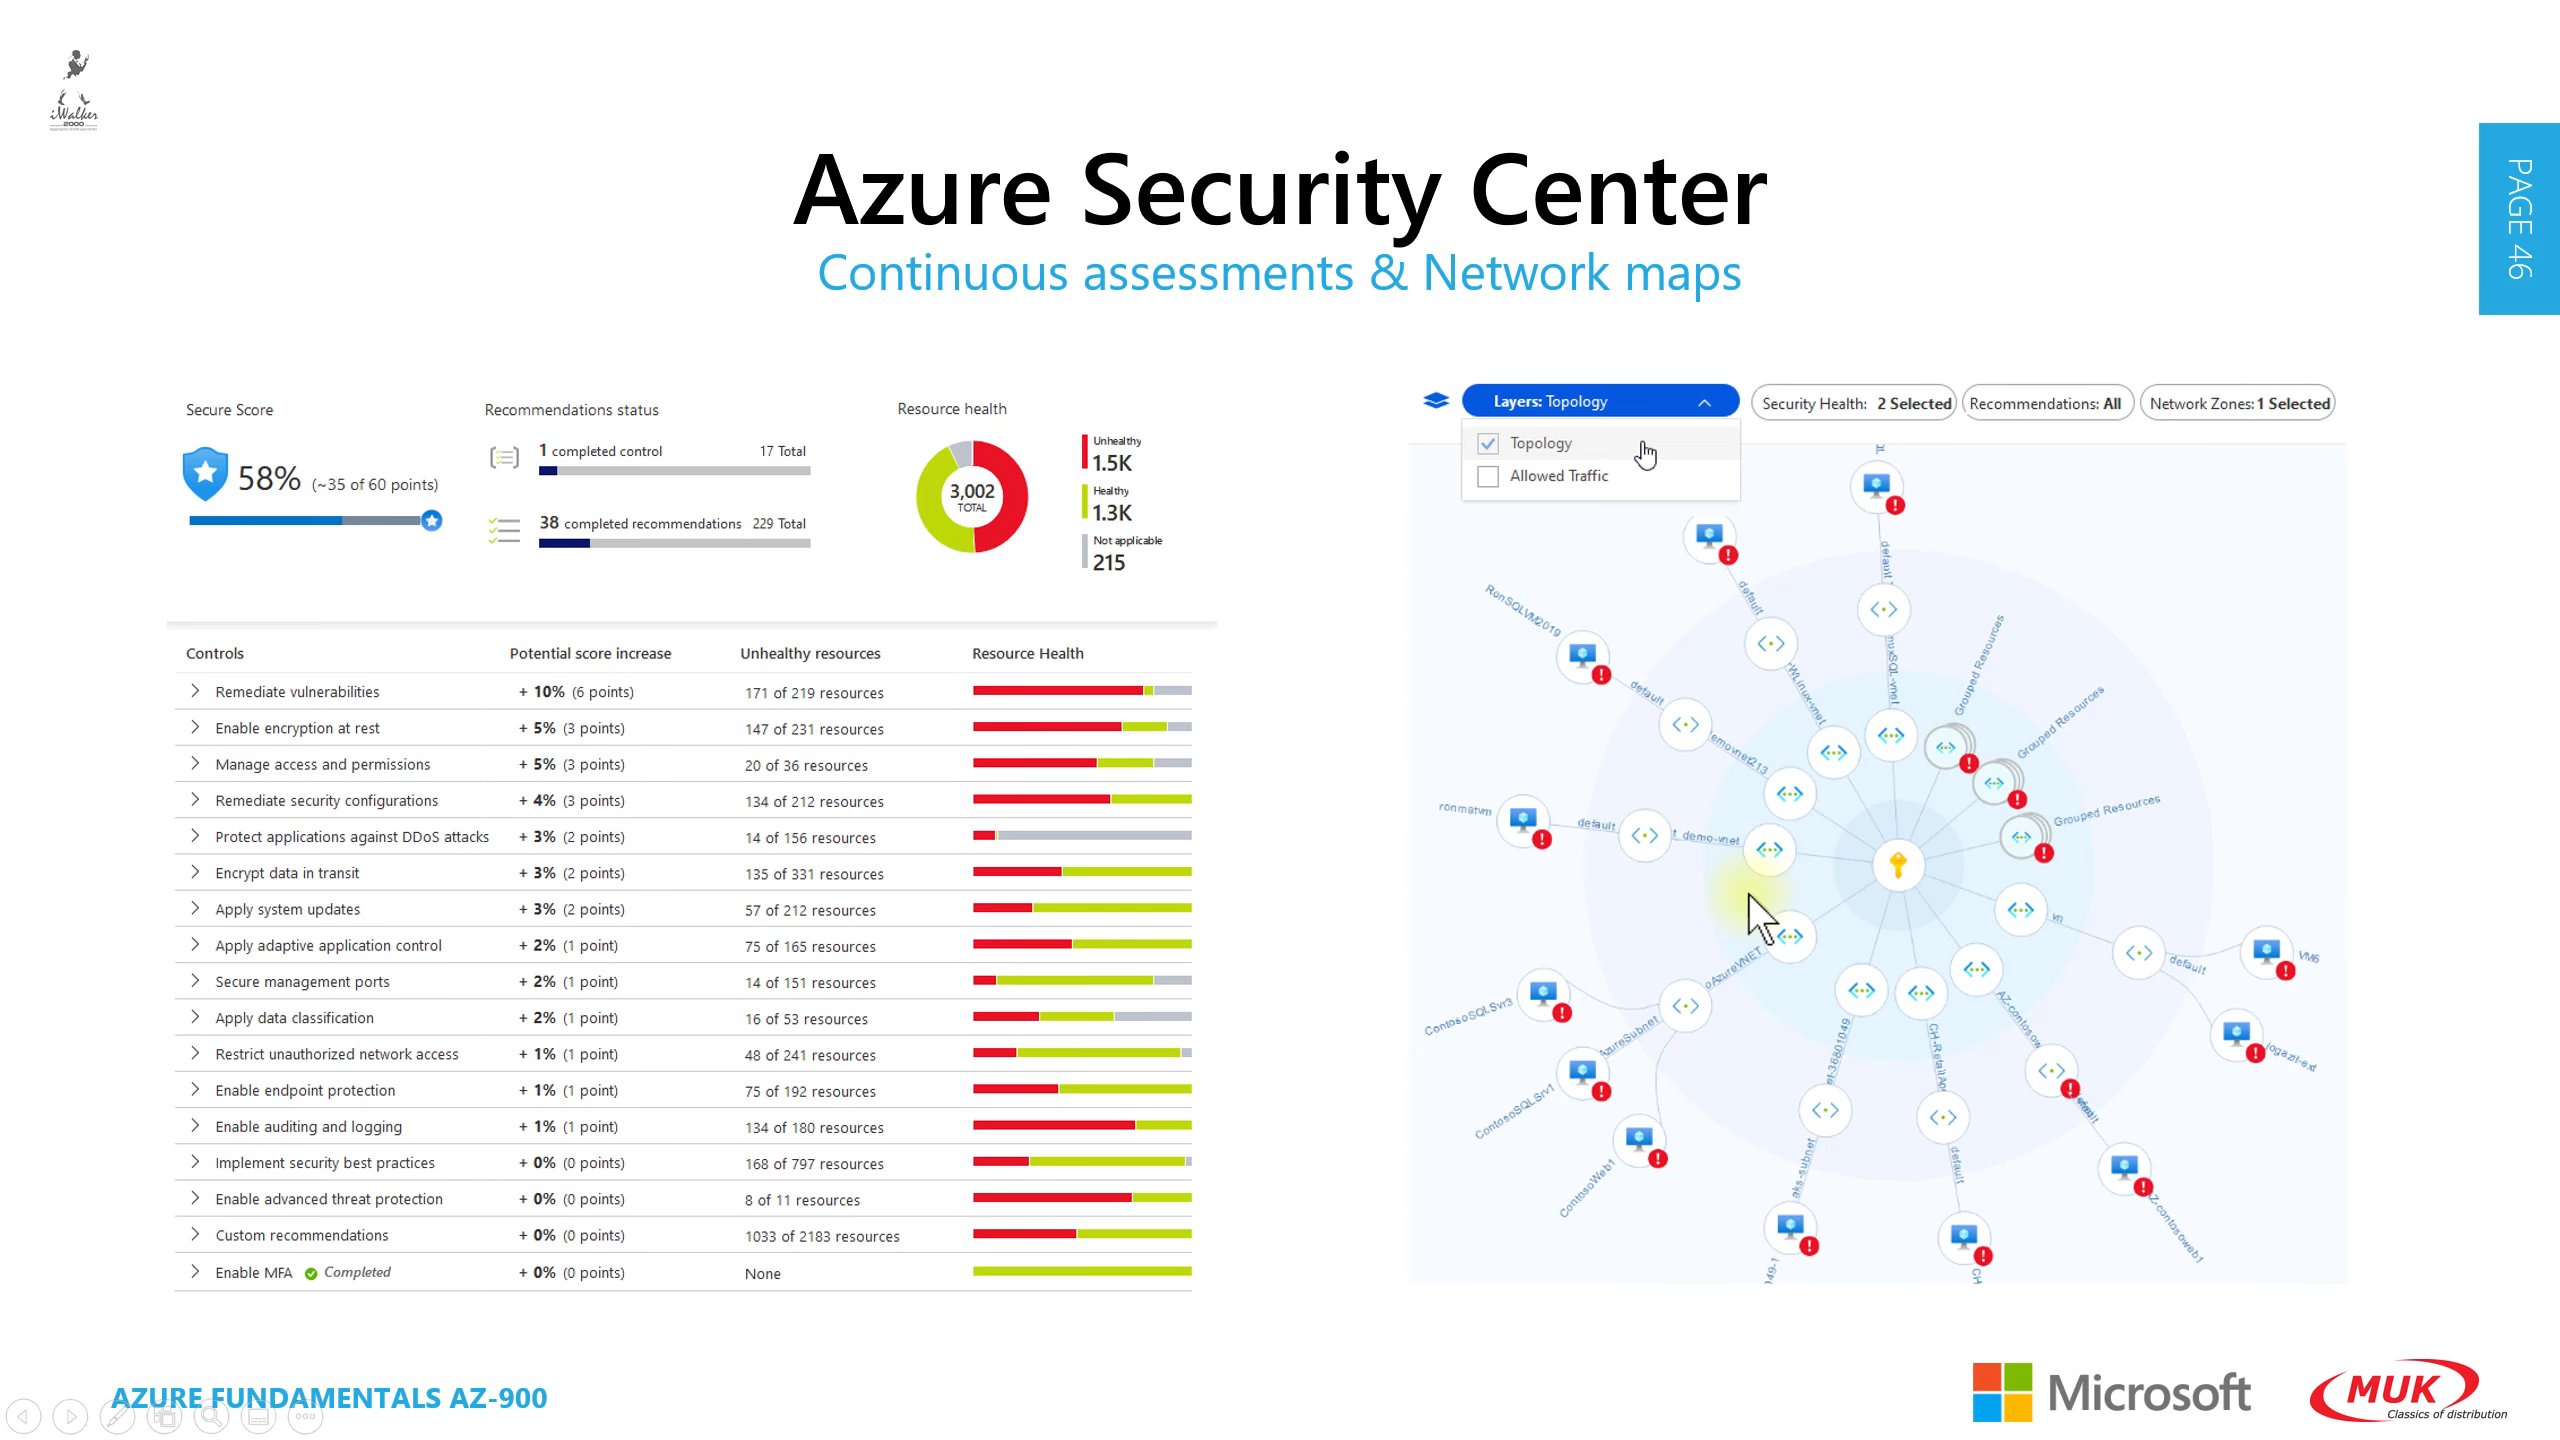 iWalker
2000
PAGE 46
Azure Security Center
Continuous assessments & Network maps
Secure Score
58% (~35 of 60 points)
Recommendations status
1 completed control 17 Total
38 completed recommendations 229 Total
Resource health
3,002
TOTAL
Unhealthy
1.5K
Healthy
1.3K
Not applicable
215
Controls Potential score increase Unhealthy resources Resource Health
Remediate vulnerabilities + 10% (6 points) 171 of 219 resources
Enable encryption at rest + 5% (3 points) 147 of 231 resources
Manage access and permissions + 5% (3 points) 20 of 36 resources
Remediate security configurations + 4% (3 points) 134 of 212 resources
Protect applications against DDoS attacks + 3% (2 points) 14 of 156 resources
Encrypt data in transit + 3% (2 points) 135 of 331 resources
Apply system updates + 3% (2 points) 57 of 212 resources
Apply adaptive application control + 2% (1 point) 75 of 165 resources
Secure management ports + 2% (1 point) 14 of 151 resources
Apply data classification + 2% (1 point) 16 of 53 resources
Restrict unauthorized network access + 1% (1 point) 48 of 241 resources
Enable endpoint protection + 1% (1 point) 75 of 192 resources
Enable auditing and logging + 1% (1 point) 134 of 180 resources
Implement security best practices + 0% (0 points) 168 of 797 resources
Enable advanced threat protection + 0% (0 points) 8 of 11 resources
Custom recommendations + 0% (0 points) 1033 of 2183 resources
Enable MFA Completed + 0% (0 points) None
Layers: Topology
Security Health: 2 Selected
Recommendations: All
Network Zones: 1 Selected
Topology
Allowed Traffic
default
default
RonSQLVM2019
default
Grouped Resources
Grouped Resources
Grouped Resources
ronmatvm
default
demo-vnet
vn
default
VM6
ContosoSQLSvr3
AzureSubnet
ContosoSQLSrv1
ContosoWeb1
aks-subnet
default
AZURE FUNDAMENTALS AZ-900
Microsoft
MUK
Classics of distribution